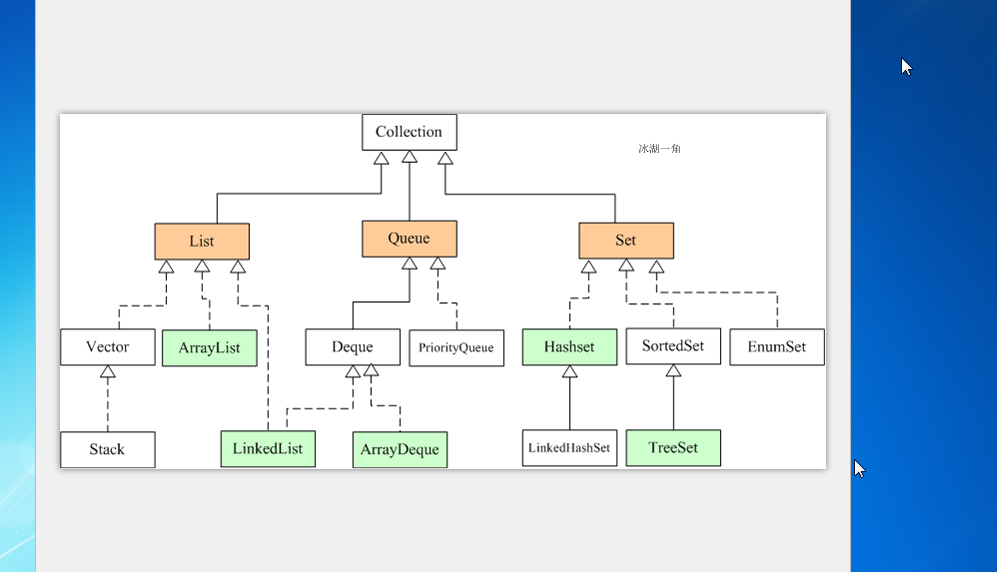 Collection
冰湖一角
List
Queue
Set
Vector
ArrayList
Deque
PriorityQueue
Hashset
SortedSet
EnumSet
Stack
LinkedList
ArrayDeque
LinkedHashSet
TreeSet